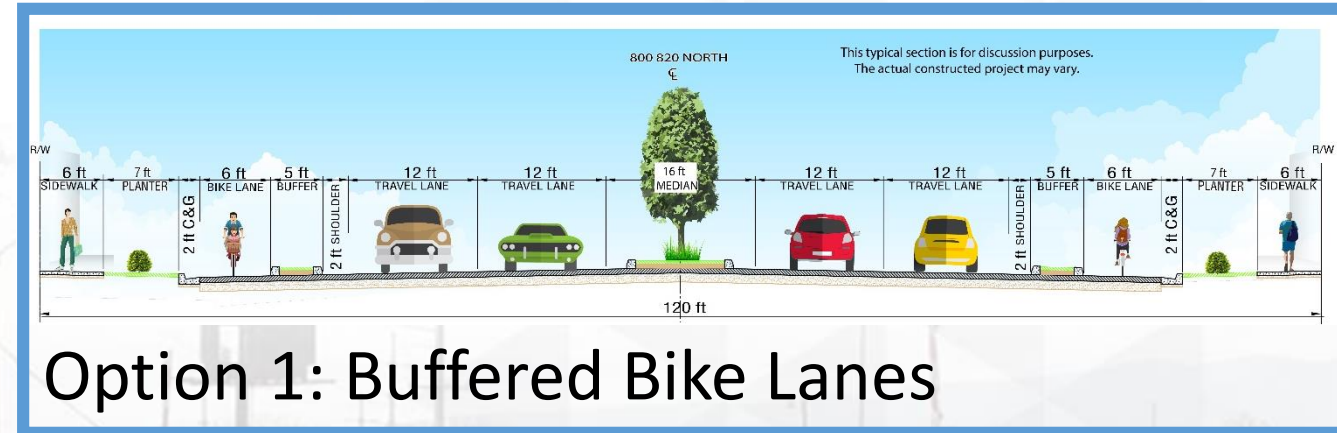 800 820 NORTH
℄
This typical section is for discussion purposes.
The actual constructed project may vary.
R/W
R/W
6 ft
SIDEWALK
7 ft
PLANTER
2 ft C&G
6 ft
BIKE LANE
5 ft
BUFFER
2 ft SHOULDER
12 ft
TRAVEL LANE
12 ft
TRAVEL LANE
16 ft
MEDIAN
12 ft
TRAVEL LANE
12 ft
TRAVEL LANE
2 ft SHOULDER
5 ft
BUFFER
6 ft
BIKE LANE
2 ft C&G
7 ft
PLANTER
6 ft
SIDEWALK
120 ft
Option 1: Buffered Bike Lanes